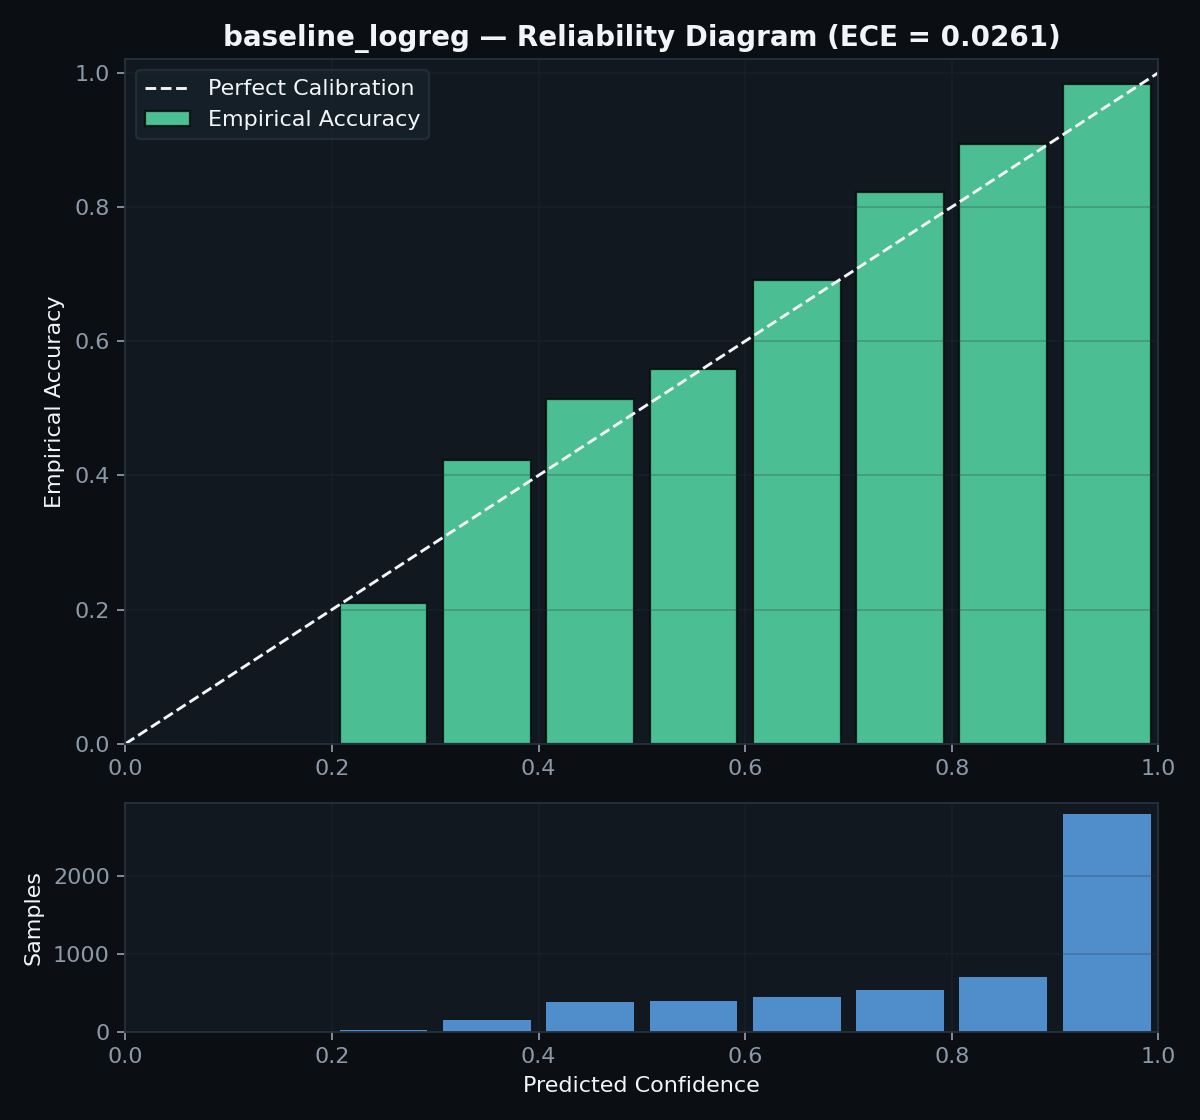 baseline_logreg — Reliability Diagram (ECE = 0.0261)
Perfect Calibration
Empirical Accuracy
1.0
0.8
0.6
0.4
0.2
0.0
Empirical Accuracy
0.0 0.2 0.4 0.6 0.8 1.0
2000
1000
0
Samples
0.0 0.2 0.4 0.6 0.8 1.0
Predicted Confidence